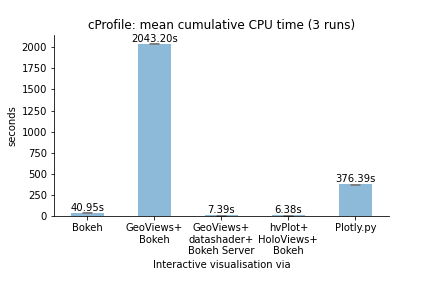 cProfile: mean cumulative CPU time (3 runs)
seconds
2000
1750
1500
1250
1000
750
500
250
0
40.95s
2043.20s
7.39s
6.38s
376.39s
Bokeh
GeoViews+
Bokeh
GeoViews+
datashader+
Bokeh Server
hvPlot+
HoloViews+
Bokeh
Plotly.py
Interactive visualisation via